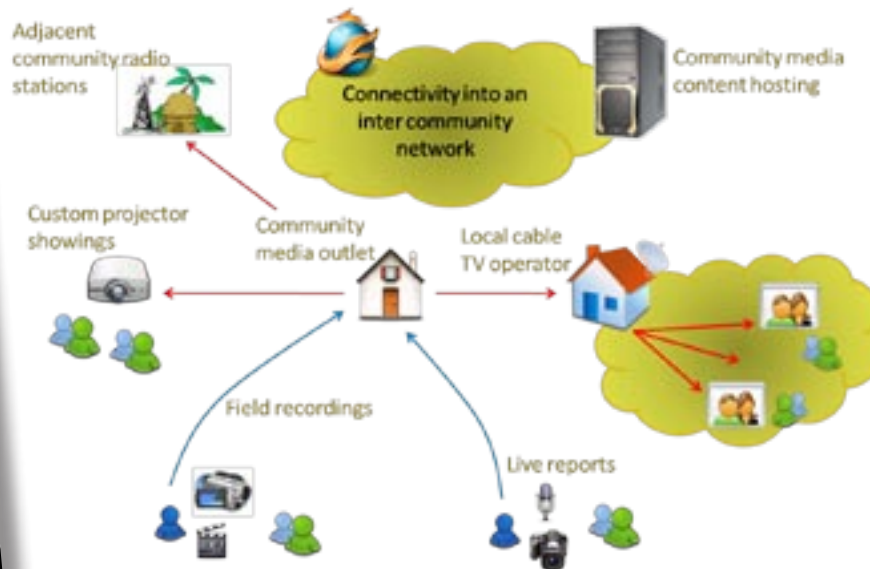 Adjacent
community radio
stations
Connectivity into an
inter community
network
Community media
content hosting
Custom projector
showings
Community
media outlet
Local cable
TV operator
Field recordings
Live reports